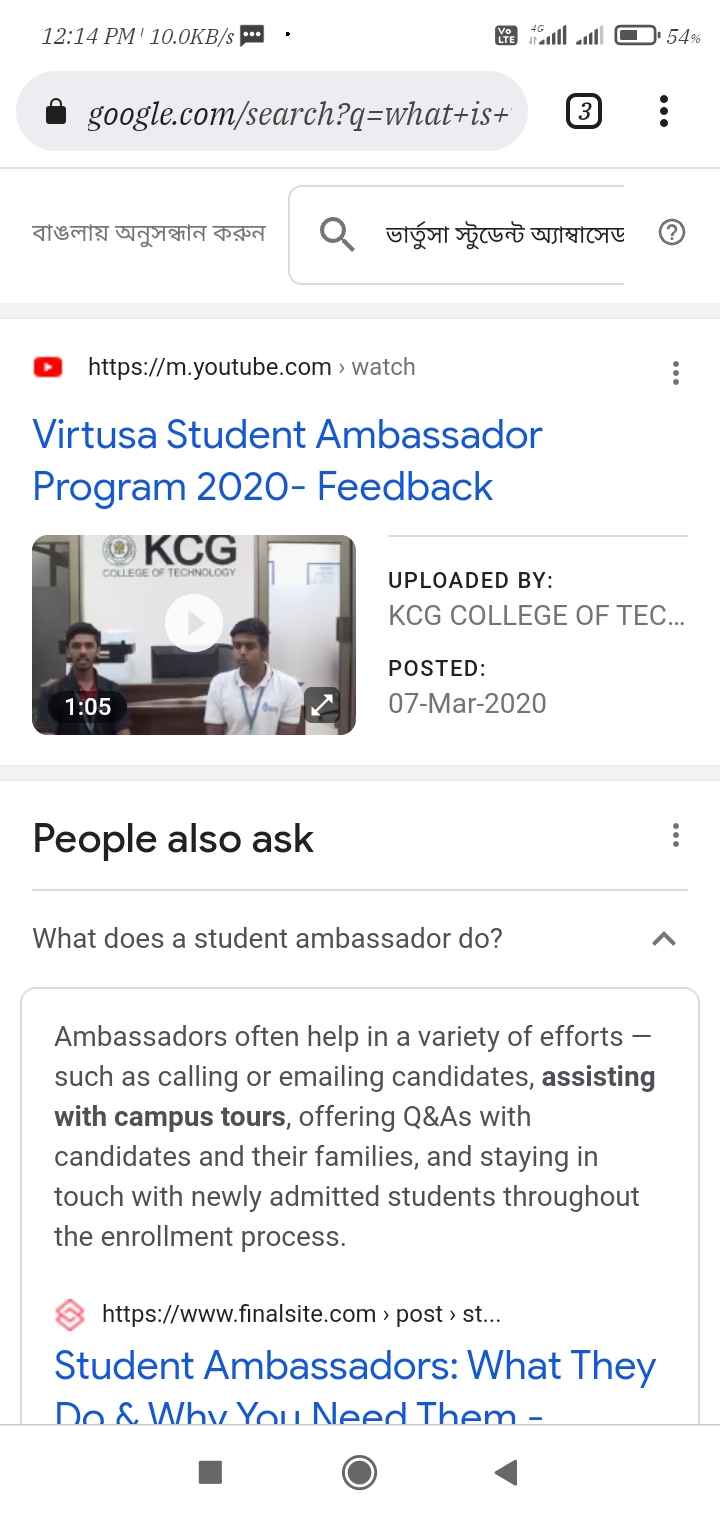 12:14 PM 10.0KB/s
Vo LTE 4G 54%
google.com/search?q=what+is+
3
বাঙলায় অনুসন্ধান করুন
ভার্তুসা স্টুডেন্ট অ্যাম্বাসেড
?
https://m.youtube.com › watch
Virtusa Student Ambassador
Program 2020- Feedback
KCG
COLLEGE OF TECHNOLOGY
1:05
UPLOADED BY:
KCG COLLEGE OF TEC...
POSTED:
07-Mar-2020
People also ask
What does a student ambassador do?
Ambassadors often help in a variety of efforts —
such as calling or emailing candidates, assisting
with campus tours, offering Q&As with
candidates and their families, and staying in
touch with newly admitted students throughout
the enrollment process.
https://www.finalsite.com › post › st...
Student Ambassadors: What They
Do & Why You Need Them -